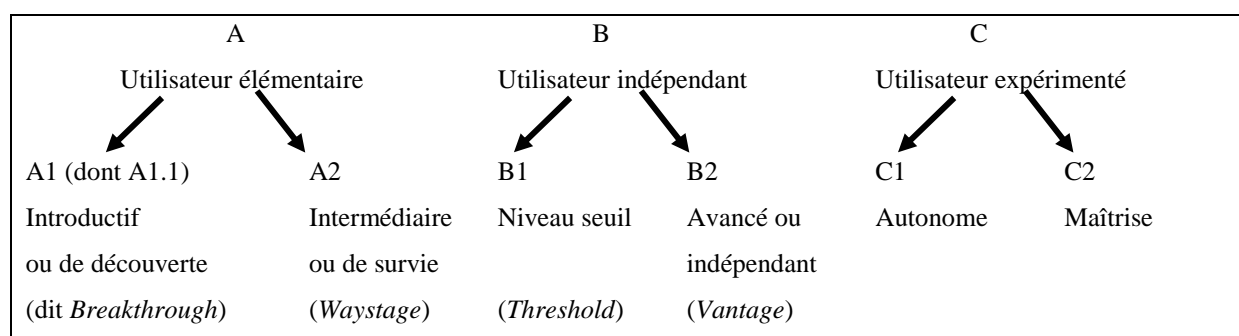 A B C
Utilisateur élémentaire Utilisateur indépendant Utilisateur expérimenté
A1 (dont A1.1) A2 B1 B2 C1 C2
Introductif Intermédiaire Niveau seuil Avancé ou Autonome Maîtrise
ou de découverte ou de survie indépendant
(dit Breakthrough) (Waystage) (Threshold) (Vantage)